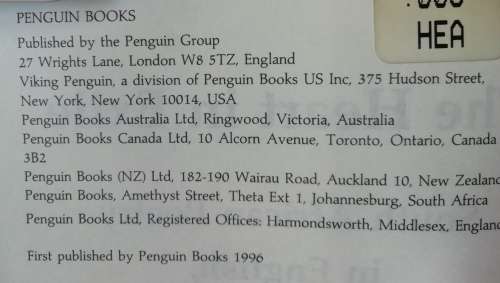 PENGUIN BOOKS
HEA
Published by the Penguin Group
27 Wrights Lane, London W8 5TZ, England
Viking Penguin, a division of Penguin Books US Inc, 375 Hudson Street,
New York, New York 10014, USA
Penguin Books Australia Ltd, Ringwood, Victoria, Australia
Penguin Books Canada Ltd, 10 Alcorn Avenue, Toronto, Ontario, Canada
3B2
Penguin Books (NZ) Ltd, 182-190 Wairau Road, Auckland 10, New Zealand
Penguin Books, Amethyst Street, Theta Ext 1, Johannesburg, South Africa
Penguin Books Ltd, Registered Offices: Harmondsworth, Middlesex, England
First published by Penguin Books 1996